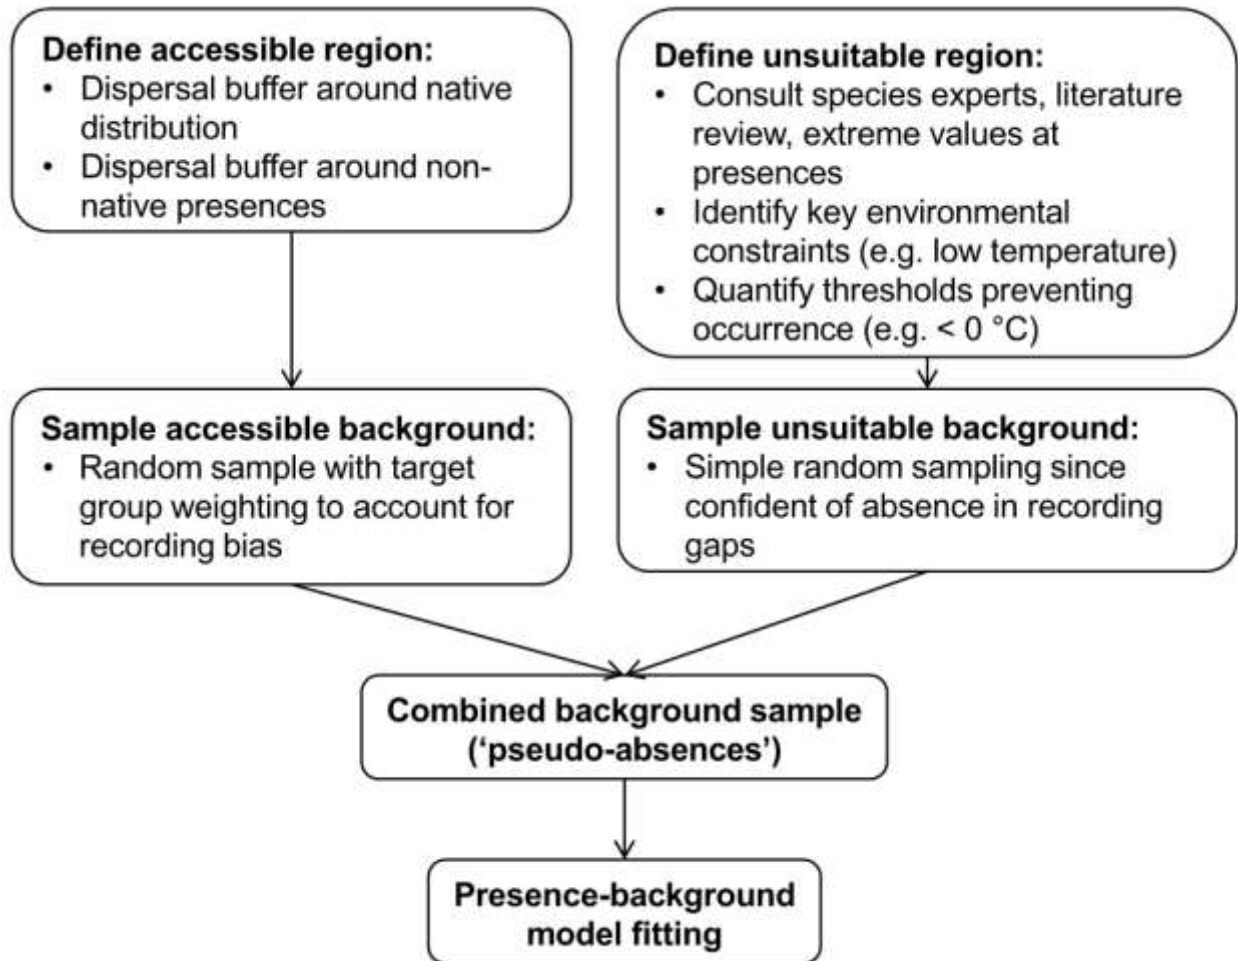 Define accessible region:
• Dispersal buffer around native
distribution
• Dispersal buffer around non-
native presences
Define unsuitable region:
• Consult species experts, literature
review, extreme values at
presences
• Identify key environmental
constraints (e.g. low temperature)
• Quantify thresholds preventing
occurrence (e.g. < 0 °C)
Sample accessible background:
• Random sample with target
group weighting to account for
recording bias
Sample unsuitable background:
• Simple random sampling since
confident of absence in recording
gaps
Combined background sample
(‘pseudo-absences’)
Presence-background
model fitting